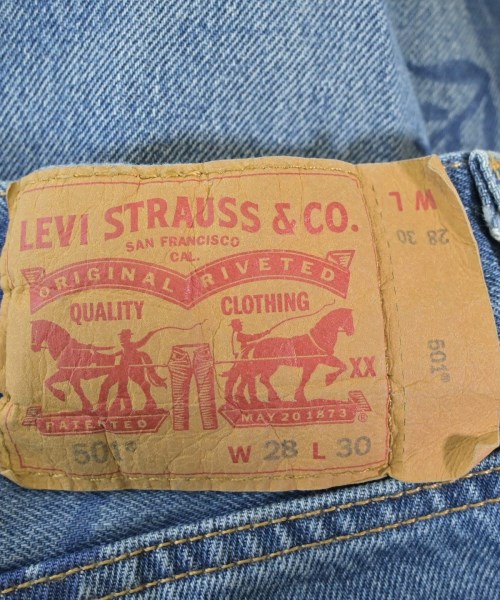 LEVI STRAUSS & CO.
SAN FRANCISCO
CAL.
ORIGINAL RIVETED
QUALITY CLOTHING
XX
PATENTED MAY 20 1873 ®
501® W 28 L 30
W L
28 30
501®